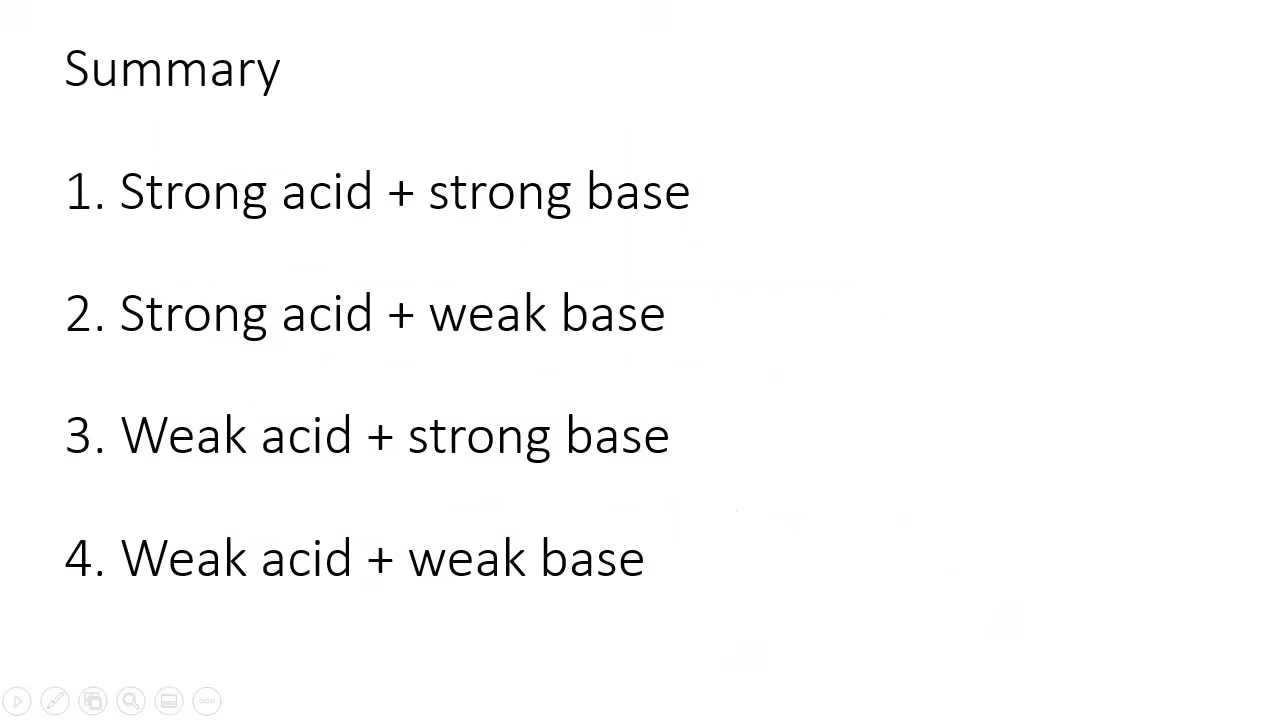 Summary
1. Strong acid + strong base
2. Strong acid + weak base
3. Weak acid + strong base
4. Weak acid + weak base